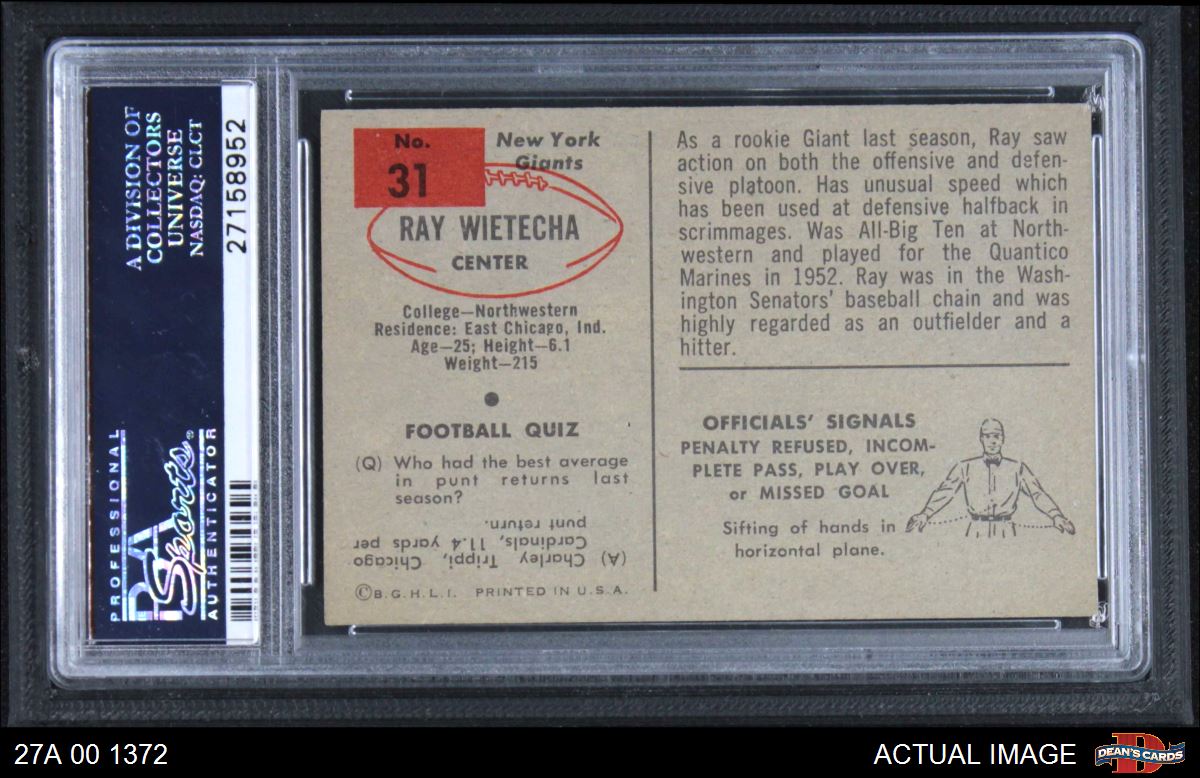 A DIVISION OF
COLLECTORS
UNIVERSE
NASDAQ: CLCT
27158952
PROFESSIONAL
PSA
Sports®
AUTHENTICATOR
No.
31
New York
Giants
RAY WIETECHA
CENTER
College—Northwestern
Residence: East Chicago, Ind.
Age—25; Height—6.1
Weight—215
FOOTBALL QUIZ
(Q) Who had the best average
in punt returns last
season?
(A) Charley Trippi, Chicago
Cardinals, 11.4 yards per
punt return.
©B.G.H.L.I. PRINTED IN U.S.A.
As a rookie Giant last season, Ray saw
action on both the offensive and defen-
sive platoon. Has unusual speed which
has been used at defensive halfback in
scrimmages. Was All-Big Ten at North-
western and played for the Quantico
Marines in 1952. Ray was in the Wash-
ington Senators' baseball chain and was
highly regarded as an outfielder and a
hitter.
OFFICIALS' SIGNALS
PENALTY REFUSED, INCOM-
PLETE PASS, PLAY OVER,
or MISSED GOAL
Sifting of hands in
horizontal plane.
27A 00 1372
ACTUAL IMAGE
D
DEAN'S CARDS